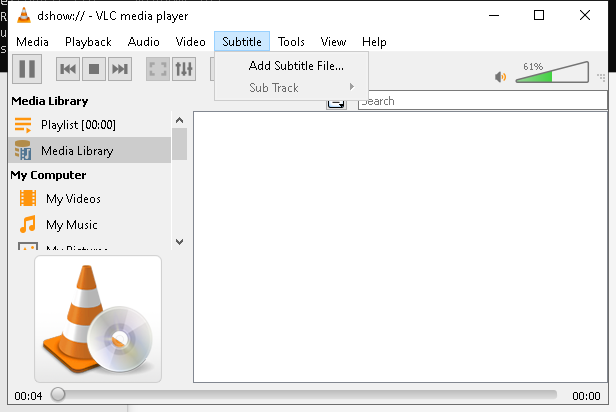 dshow:// - VLC media player
Media Playback Audio Video Subtitle Tools View Help
Add Subtitle File...
Sub Track
61%
Search
Media Library
Playlist [00:00]
Media Library
My Computer
My Videos
My Music
My Pictures
00:04 00:00